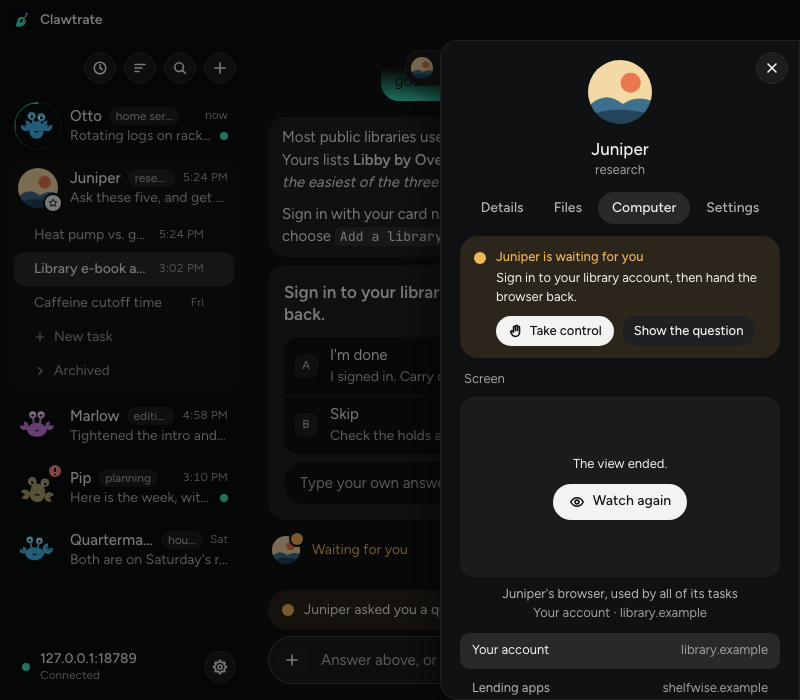 Clawtrate
Otto home ser... now
Rotating logs on rack...
Juniper rese... 5:24 PM
Ask these five, and get ...
Heat pump vs. g... 5:24 PM
Library e-book a... 3:02 PM
Caffeine cutoff time Fri
+ New task
> Archived
Marlow editi... 4:58 PM
Tightened the intro and...
Pip planning 3:10 PM
Here is the week, wit...
Quarterma... hou... Sat
Both are on Saturday's r...
127.0.0.1:18789
Connected
Most public libraries use
Yours lists Libby by Ove
the easiest of the three
Sign in with your card n
choose Add a library
Sign in to your librar
back.
A I'm done
I signed in. Carry
B Skip
Check the holds a
Type your own answe
Waiting for you
Juniper asked you a q
Answer above, or
Juniper
research
Details Files Computer Settings
Juniper is waiting for you
Sign in to your library account, then hand the
browser back.
Take control Show the question
Screen
The view ended.
Watch again
Juniper's browser, used by all of its tasks
Your account · library.example
Your account library.example
Lending apps shelfwise.example